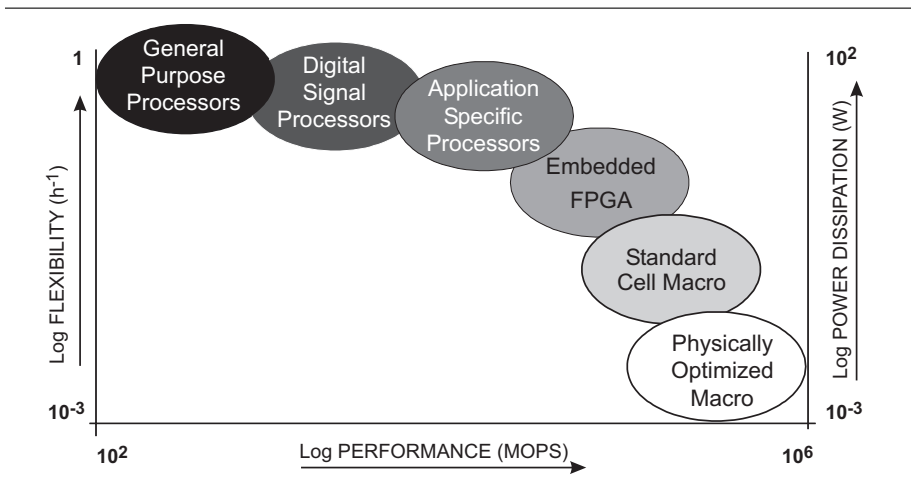 General
Purpose
Processors
Digital
Signal
Processors
Application
Specific
Processors
Embedded
FPGA
Standard
Cell Macro
Physically
Optimized
Macro
1
10-3
Log FLEXIBILITY (h-1)
10²
Log PERFORMANCE (MOPS)
10⁶
10²
10-3
Log POWER DISSIPATION (W)